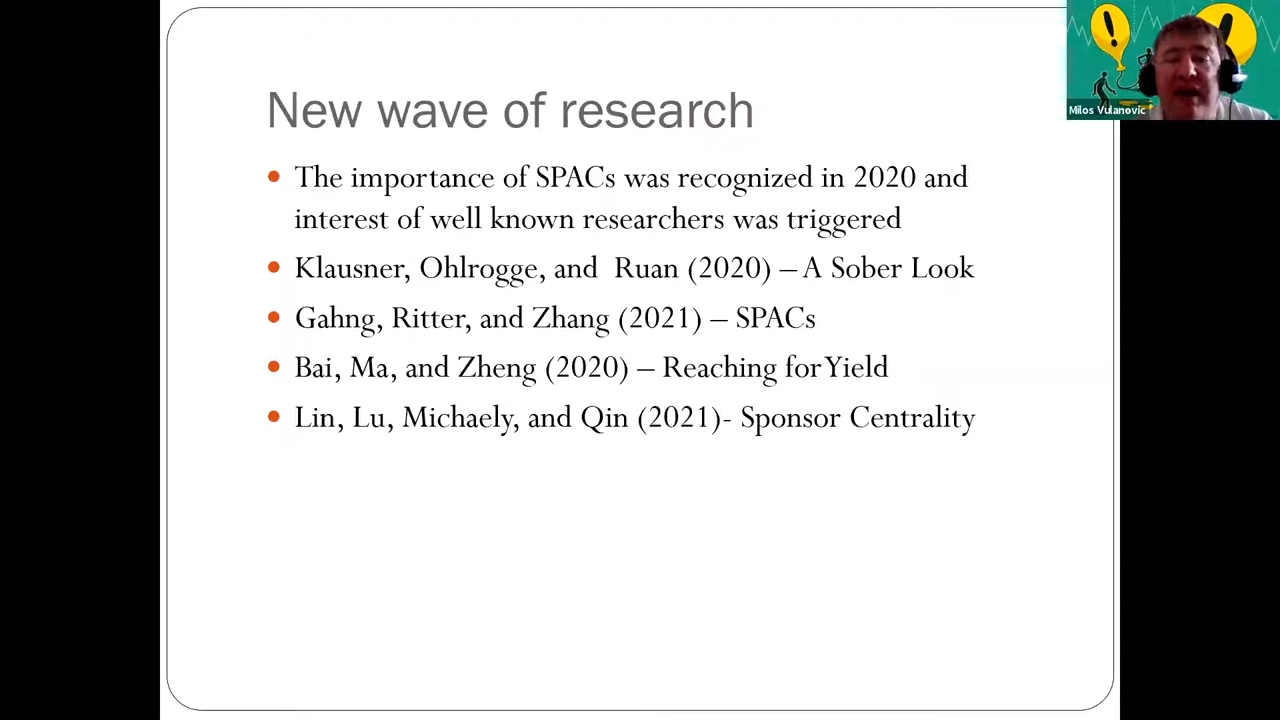 New wave of research
The importance of SPACs was recognized in 2020 and
interest of well known researchers was triggered
Klausner, Ohlrogge, and Ruan (2020) – A Sober Look
Gahng, Ritter, and Zhang (2021) – SPACs
Bai, Ma, and Zheng (2020) – Reaching for Yield
Lin, Lu, Michaely, and Qin (2021)- Sponsor Centrality
Milos Vulanovic